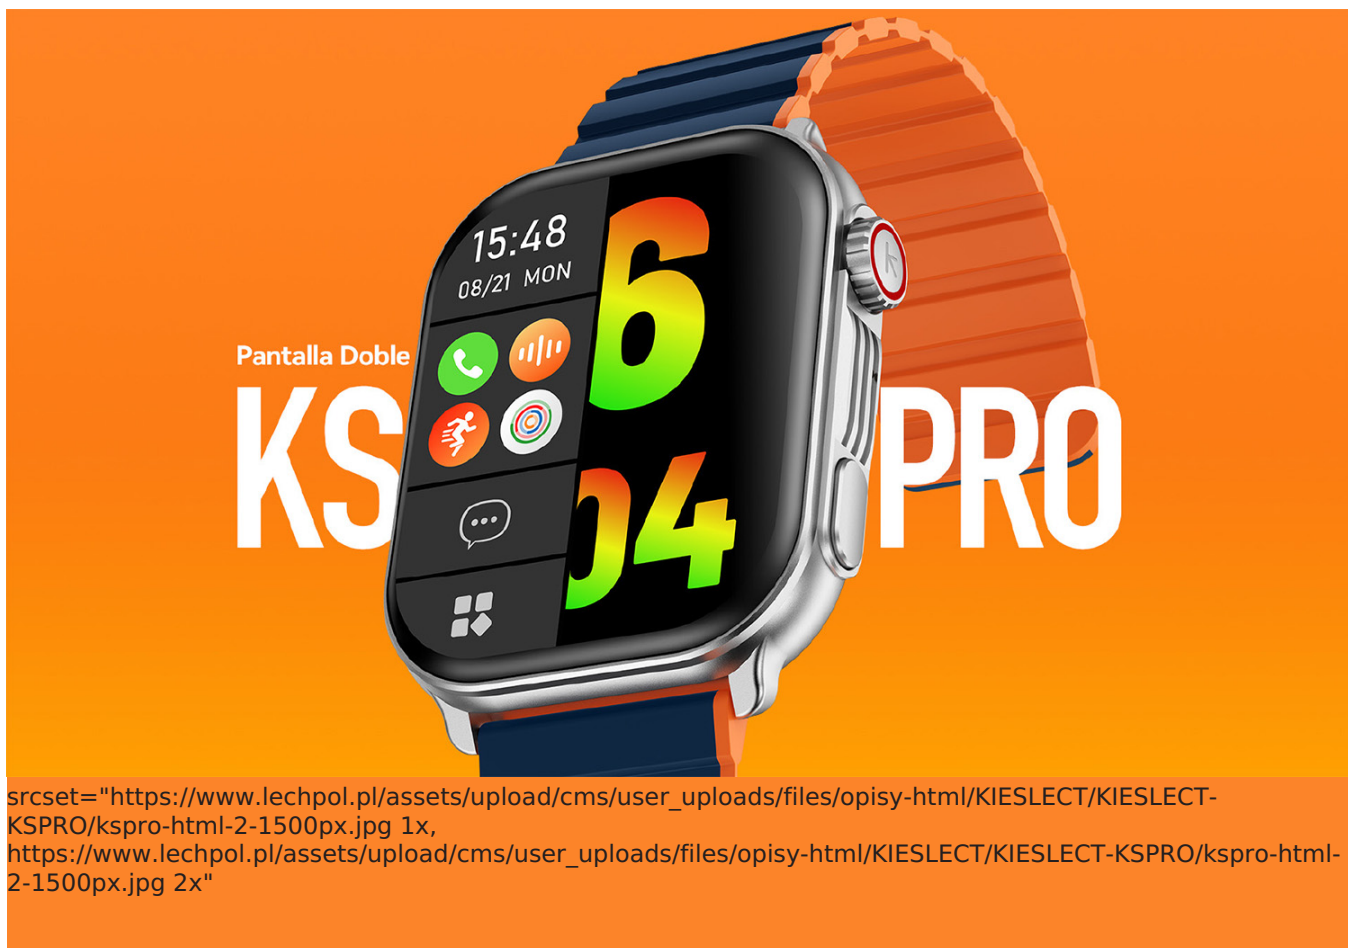 15:48
08/21 MON
6
04
Pantalla Doble
KS PRO
srcset="https://www.lechpol.pl/assets/upload/cms/user_uploads/files/opisy-html/KIESLECT/KIESLECT-
KSPRO/kspro-html-2-1500px.jpg 1x,
https://www.lechpol.pl/assets/upload/cms/user_uploads/files/opisy-html/KIESLECT/KIESLECT-KSPRO/kspro-html-
2-1500px.jpg 2x"